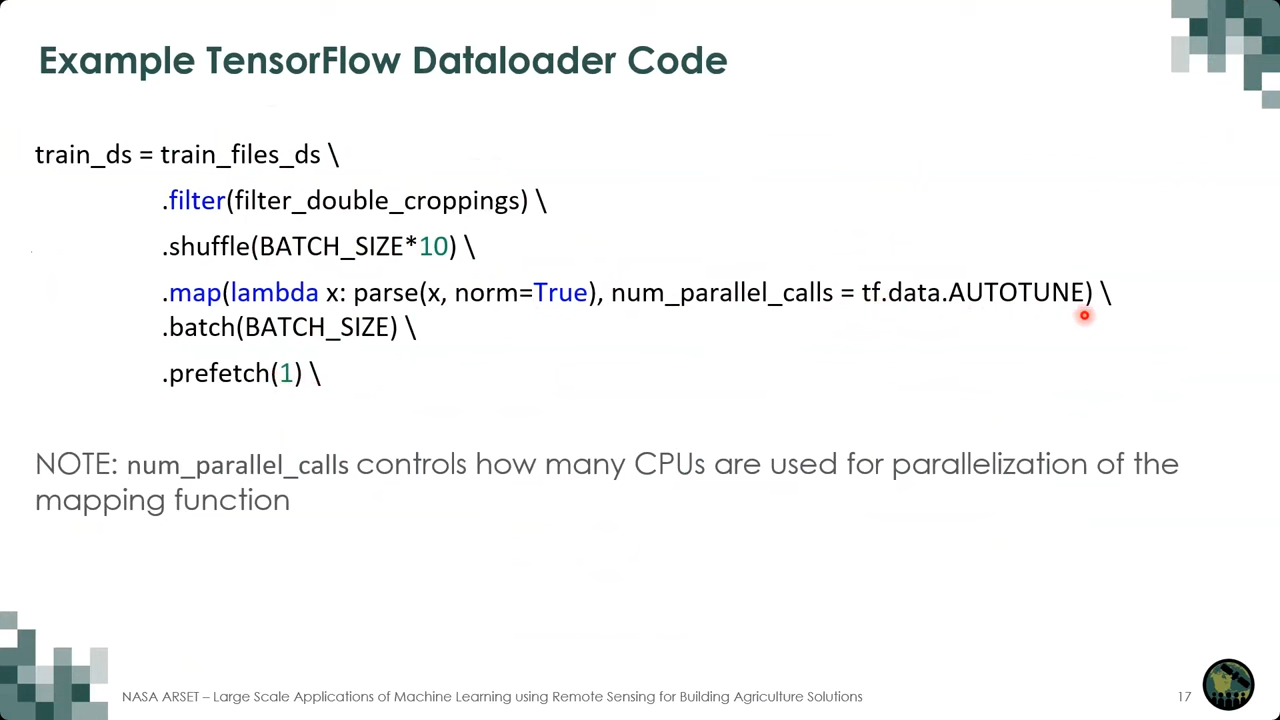 Example TensorFlow Dataloader Code
train_ds = train_files_ds \
.filter(filter_double_croppings) \
.shuffle(BATCH_SIZE*10) \
.map(lambda x: parse(x, norm=True), num_parallel_calls = tf.data.AUTOTUNE) \
.batch(BATCH_SIZE) \
.prefetch(1) \
NOTE: num_parallel_calls controls how many CPUs are used for parallelization of the
mapping function
NASA ARSET – Large Scale Applications of Machine Learning using Remote Sensing for Building Agriculture Solutions
17